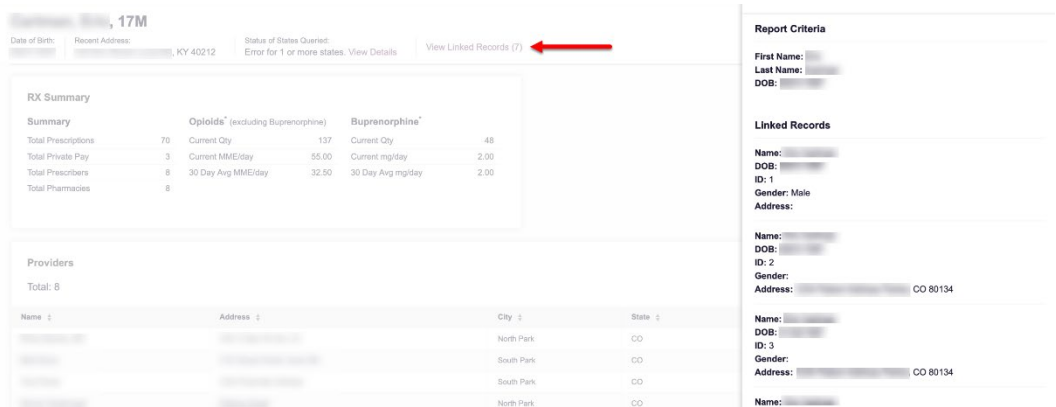 , 17M
Date of Birth: Recent Address: Status of States Queried:
, KY 40212 Error for 1 or more states. View Details View Linked Records (7)
RX Summary
Summary Opioids* (excluding Buprenorphine) Buprenorphine*
Total Prescriptions 70 Current Qty 137 Current Qty 48
Total Private Pay 3 Current MME/day 55.00 Current mg/day 2.00
Total Prescribers 8 30 Day Avg MME/day 32.50 30 Day Avg mg/day 2.00
Total Pharmacies 8
Providers
Total: 8
Name Address City State
North Park CO
South Park CO
South Park CO
North Park CO
Report Criteria
First Name:
Last Name:
DOB:
Linked Records
Name:
DOB:
ID: 1
Gender: Male
Address:
Name:
DOB:
ID: 2
Gender:
Address: CO 80134
Name:
DOB:
ID: 3
Gender:
Address: CO 80134
Name: